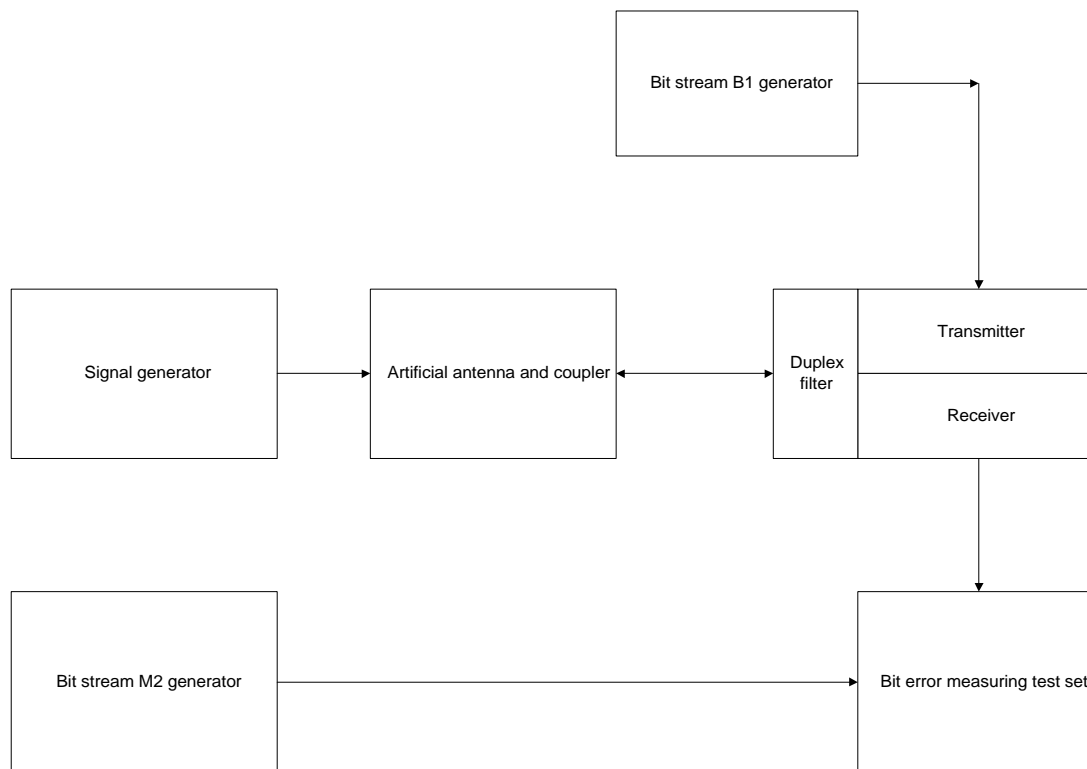 Bit stream B1 generator
Transmitter
Signal generator
Artificial antenna and coupler
Duplex
filter
Receiver
Bit stream M2 generator
Bit error measuring test set